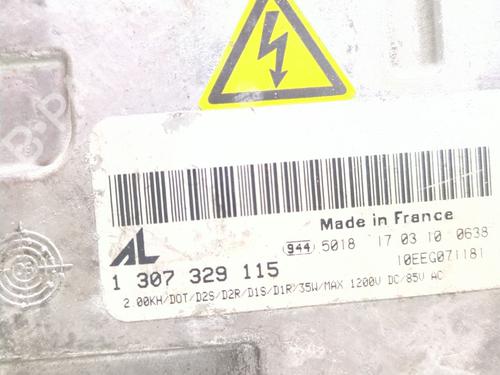 Made in France
AL
944 5018 17 03 10 0638
1 307 329 115
10EEG071181
2.00KH/DOT/D2S/D2R/D1S/D1R/35W/MAX 1200V DC/85V AC